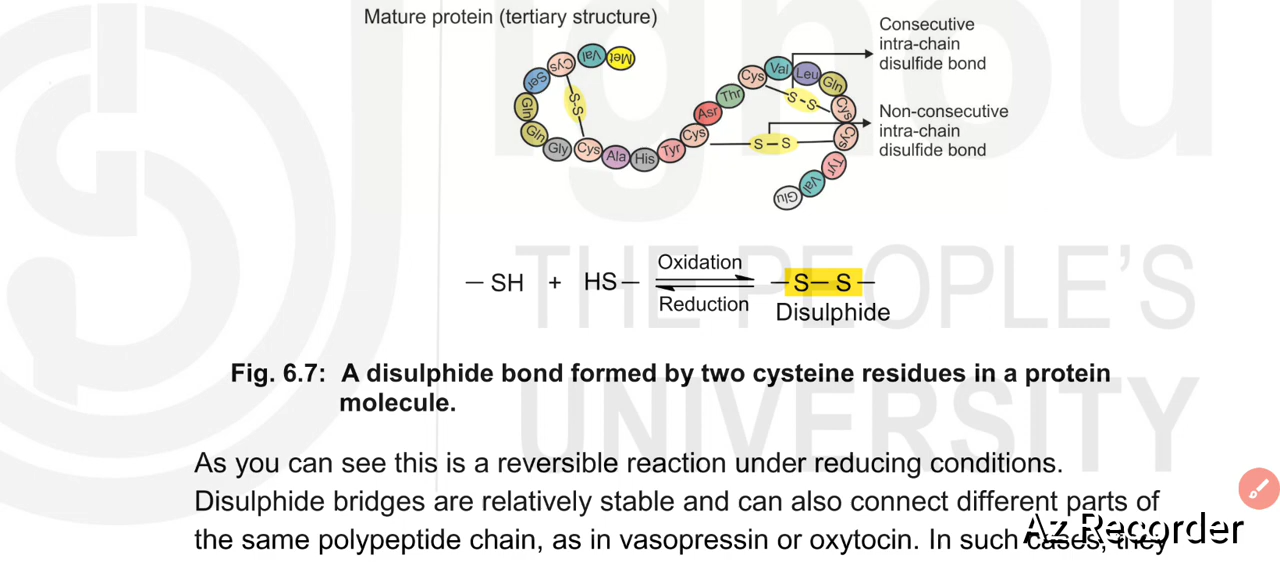 Mature protein (tertiary structure)
Consecutive
intra-chain
disulfide bond
Met Val Cys Ser Gln Gln Gly Cys Ala His Tyr Cys Asr Thr Cys Val Leu Gln Cys Cys Tyr Val Glu
S-S
S-S
S–S
Non-consecutive
intra-chain
disulfide bond
ignou
THE PEOPLE'S
UNIVERSITY
– SH + HS – Oxidation Reduction – S – S –
Disulphide
Fig. 6.7: A disulphide bond formed by two cysteine residues in a protein
molecule.
As you can see this is a reversible reaction under reducing conditions.
Disulphide bridges are relatively stable and can also connect different parts of
the same polypeptide chain, as in vasopressin or oxytocin. In such cases, they
Az Recorder